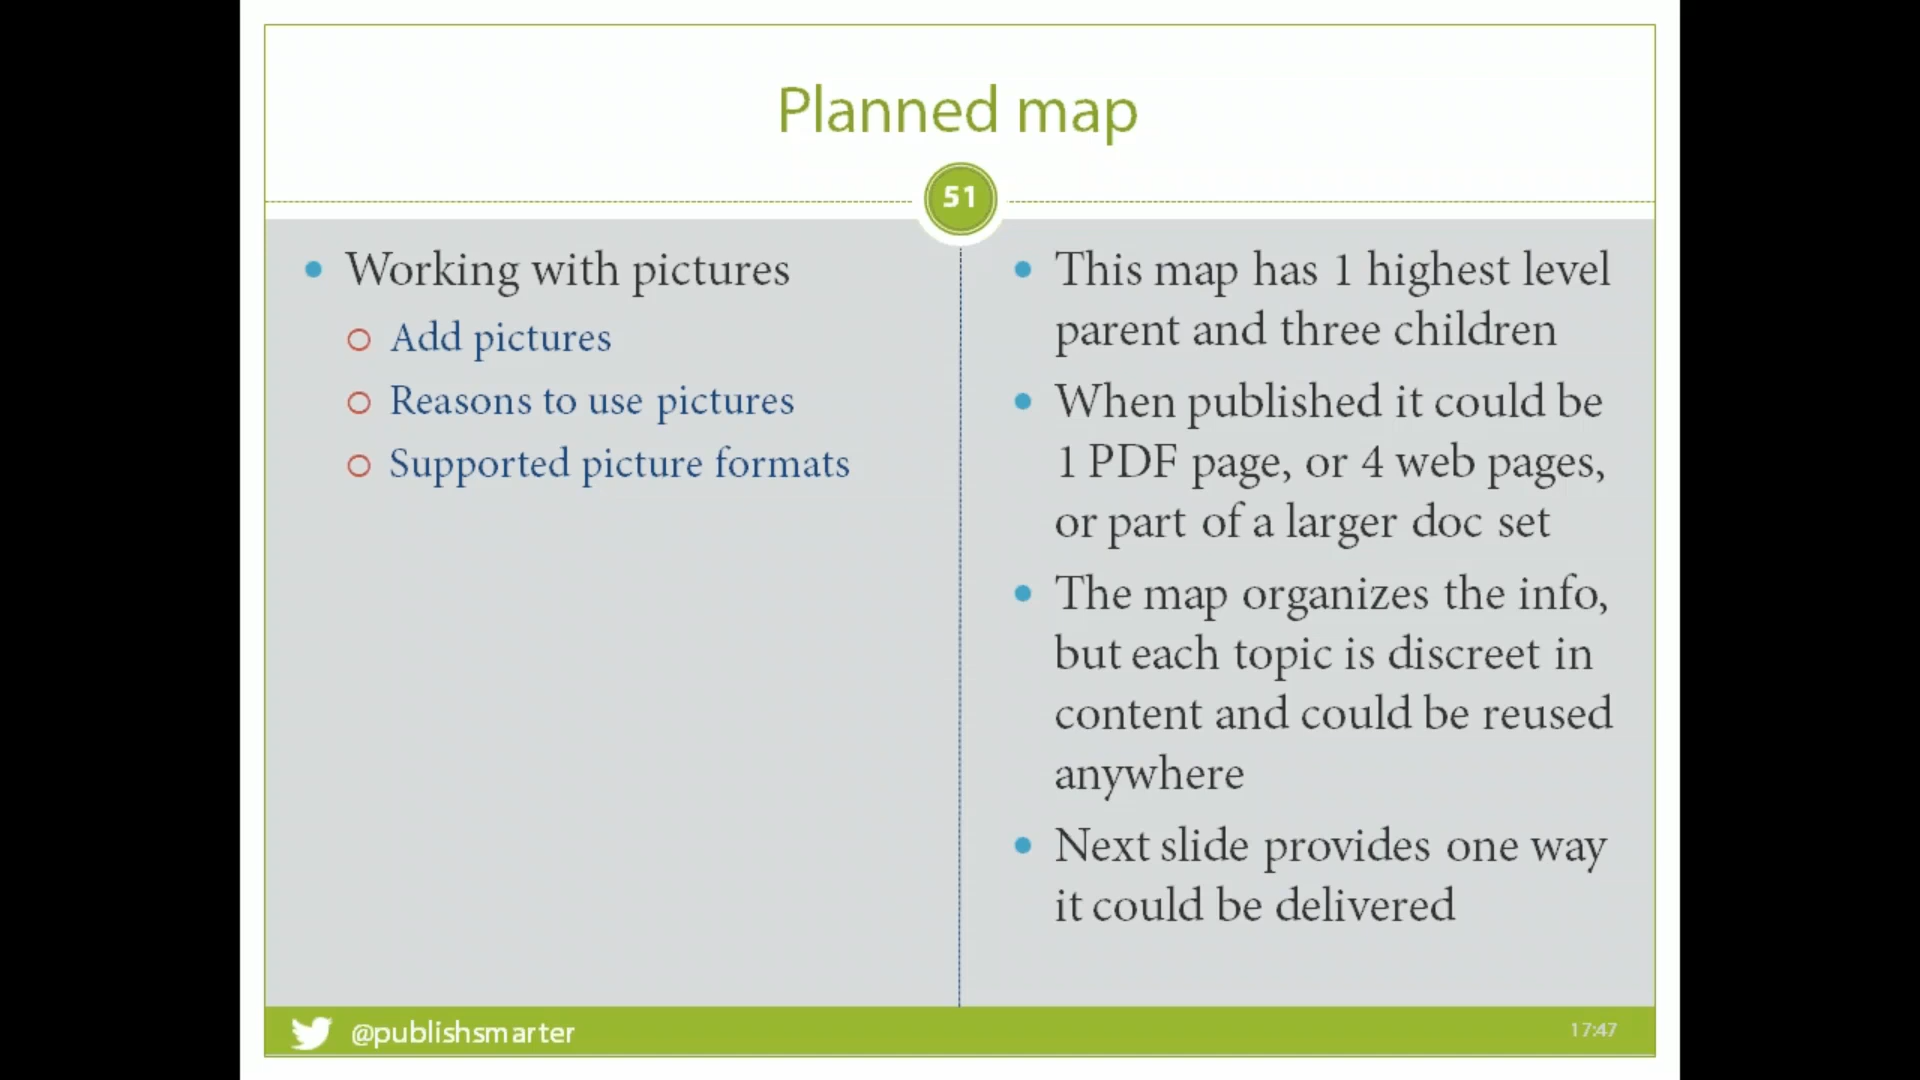 Planned map
51
Working with pictures
Add pictures
Reasons to use pictures
Supported picture formats
This map has 1 highest level
parent and three children
When published it could be
1 PDF page, or 4 web pages,
or part of a larger doc set
The map organizes the info,
but each topic is discreet in
content and could be reused
anywhere
Next slide provides one way
it could be delivered
@publishsmarter
17:47